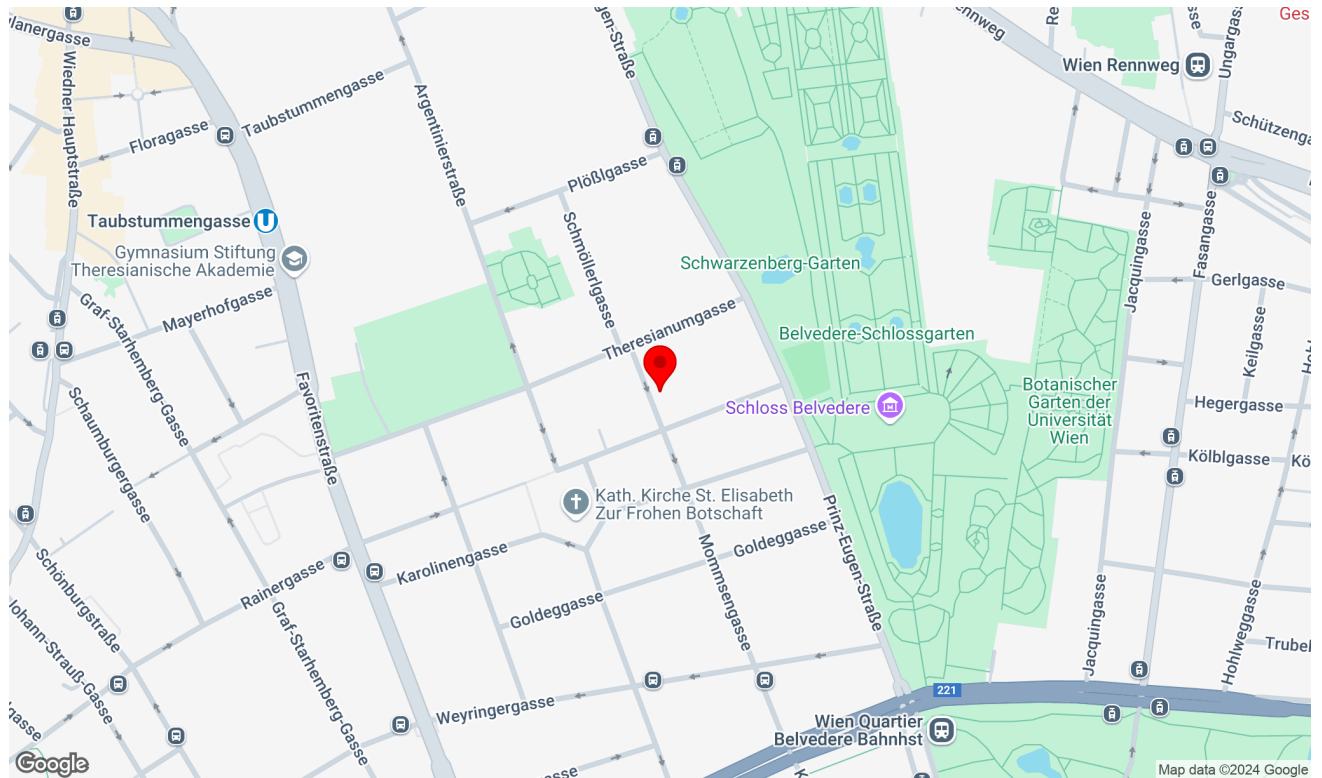 Ges
Rennweg
Wien Rennweg
Ungargasse
Wiedner Hauptstraße
Floragasse
Taubstummengasse
Argentinierstraße
Schützenga
Plößlgasse
Taubstummengasse
U
Gymnasium Stiftung
Theresianische Akademie
Schmöllerlgasse
Schwarzenberg-Garten
Jacquingasse
Fasangasse
Gerlgasse
Mayerhofgasse
Graf-Starhemberg-Gasse
Theresianumgasse
Belvedere-Schlossgarten
Keilgasse
Favoritenstraße
Schaumburgergasse
Schloss Belvedere
Botanischer
Garten der
Universität
Wien
Hegergasse
Kölblgasse
Kö
Kath. Kirche St. Elisabeth
Zur Frohen Botschaft
Prinz-Eugen-Straße
Goldeggasse
Mommsengasse
Karolinengasse
Rainergasse
Schönburgstraße
Goldeggasse
Graf-Starhemberg-Gasse
Johann-Strauß-Gasse
Jacquingasse
Hohlweggasse
Trubel
Weyringergasse
221
Wien Quartier
Belvedere Bahnhst
Google
Map data ©2024 Google